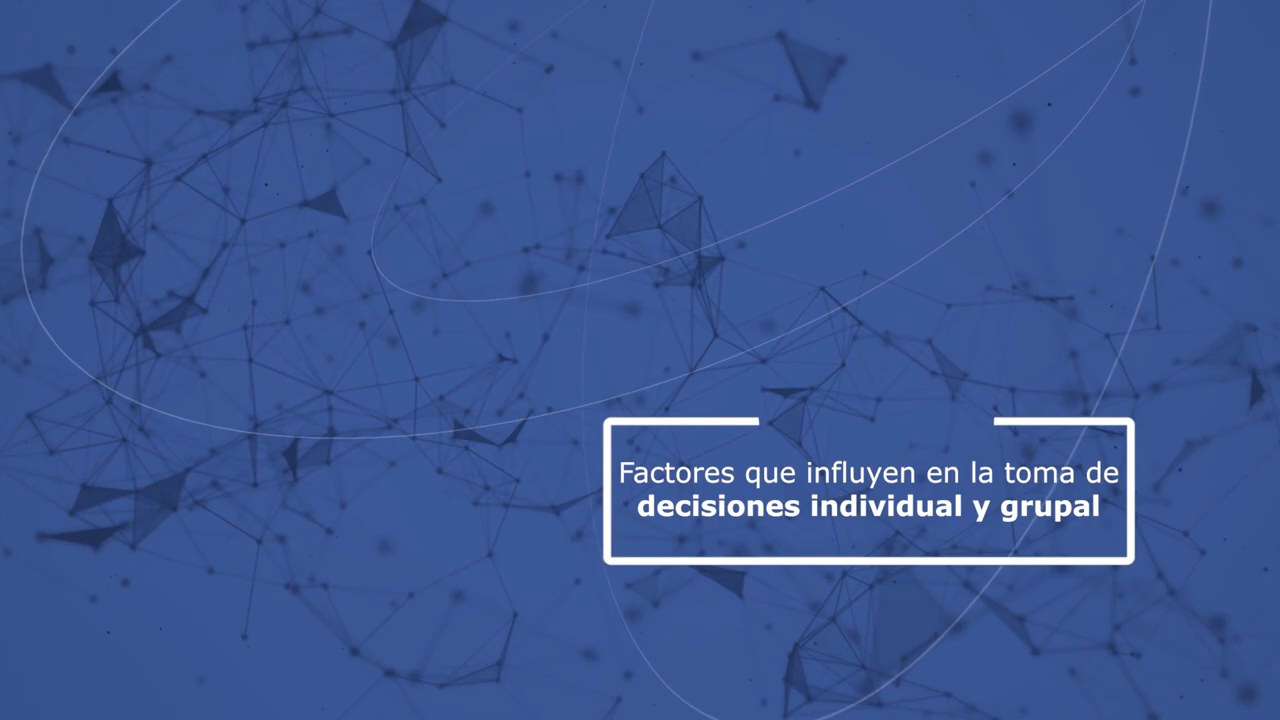 Factores que influyen en la toma de
decisiones individual y grupal